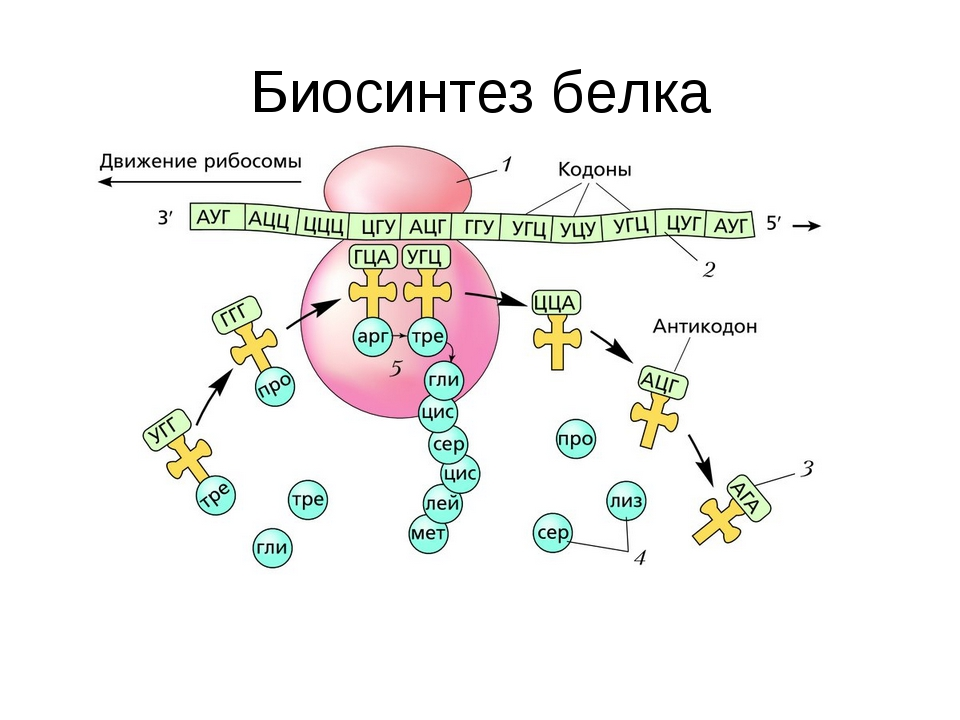 Биосинтез белка
Движение рибосомы
1
Кодоны
3′ АУГ АЦЦ ЦЦЦ ЦГУ АЦГ ГГУ УГЦ УЦУ УГЦ ЦУГ АУГ 5′
2
ГЦА УГЦ
ЦЦА
ГГГ
Антикодон
арг тре
5
гли
АЦГ
про
цис
УГГ
сер
про
цис
3
АГА
тре
тре
лей
лиз
мет
сер
гли
4